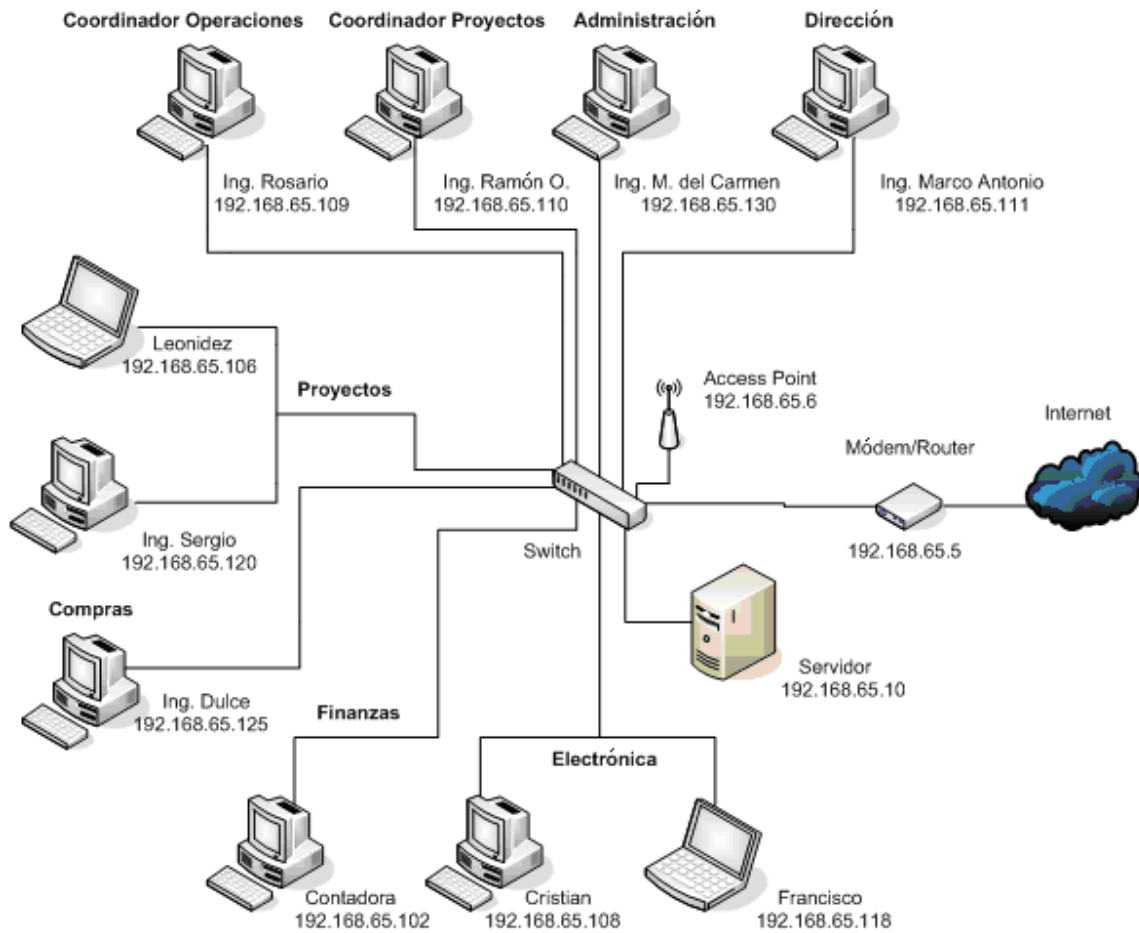 Coordinador Operaciones
Coordinador Proyectos
Administración
Dirección
Ing. Rosario
192.168.65.109
Ing. Ramón O.
192.168.65.110
Ing. M. del Carmen
192.168.65.130
Ing. Marco Antonio
192.168.65.111
Leonidez
192.168.65.106
Proyectos
Access Point
192.168.65.6
Internet
Módem/Router
192.168.65.5
Ing. Sergio
192.168.65.120
Switch
Compras
Ing. Dulce
192.168.65.125
Servidor
192.168.65.10
Finanzas
Electrónica
Contadora
192.168.65.102
Cristian
192.168.65.108
Francisco
192.168.65.118